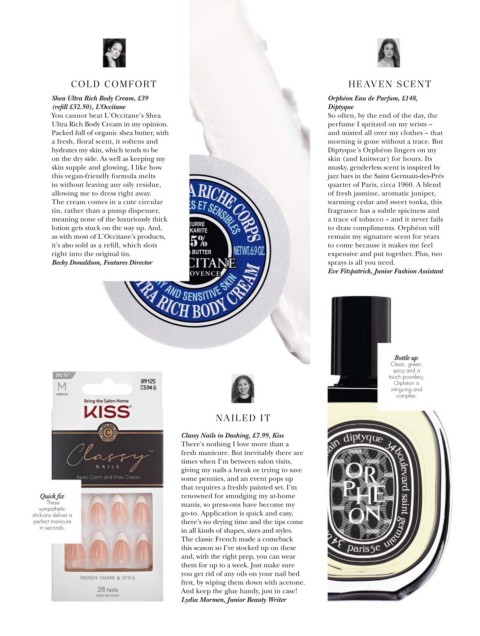 COLD COMFORT
Shea Ultra Rich Body Cream, £39
(refill £32.50), L'Occitane
You cannot beat L'Occitane's Shea
Ultra Rich Body Cream in my opinion.
Packed full of organic shea butter, with
a fresh, floral scent, it softens and
hydrates my skin, which tends to be
on the dry side. As well as keeping my
skin supple and glowing, I like how
this vegan-friendly formula melts
in without leaving any oily residue,
allowing me to dress right away.
The cream comes in a cute circular
tin, rather than a pump dispenser,
meaning none of the luxuriously thick
lotion gets stuck on the way up. And,
as with most of L'Occitane's products,
it's also sold as a refill, which slots
right into the original tin.
Becky Donaldson, Features Director
A RICHE CORPS
ES ET SENSIBLES
5%
BUTTER
NET WT. 6.9 OZ.
CITANE
OVENCE
AND SENSITIVE SKIN
RA RICH BODY CREAM
HEAVEN SCENT
Orphéon Eau de Parfum, £148,
Diptyque
So often, by the end of the day, the
perfume I spritzed on my wrists –
and misted all over my clothes – that
morning is gone without a trace. But
Diptyque's Orphéon lingers on my
skin (and knitwear) for hours. Its
musky, genderless scent is inspired by
jazz bars in the Saint Germain-des-Prés
quarter of Paris, circa 1960. A blend
of fresh jasmine, aromatic juniper,
warming cedar and sweet tonka, this
fragrance has a subtle spiciness and
a trace of tobacco – and it never fails
to draw compliments. Orphéon will
remain my signature scent for years
to come because it makes me feel
expensive and put together. Plus, two
sprays is all you need.
Eve Fitzpatrick, Junior Fashion Assistant
Bottle up
Clean, green,
spicy and a
touch powdery,
Orphéon is
intriguing and
complex.
diptyque 34 boulevard saint germain
paris 5e
OR
PHE
ON
NEW
M
Bring the Salon Home
KISS
Classy
NAILS
Quick fix
These
sympathetic
stick-ons deliver a
perfect manicure
in seconds.
TRENDY SHAPE & STYLE
28 Nails
NAILED IT
Classy Nails in Dashing, £7.99, Kiss
There's nothing I love more than a
fresh manicure. But inevitably there are
times when I'm between salon visits,
giving my nails a break or trying to save
some pennies, and an event pops up
that requires a freshly painted set. I'm
renowned for smudging my at-home
manis, so press-ons have become my
go-to. Application is quick and easy,
there's no drying time and the tips come
in all kinds of shapes, sizes and styles.
The classic French made a comeback
this season so I've stocked up on these
and, with the right prep, you can wear
them for up to a week. Just make sure
you get rid of any oils on your nail bed
first, by wiping them down with acetone.
And keep the glue handy, just in case!
Lydia Mormen, Junior Beauty Writer